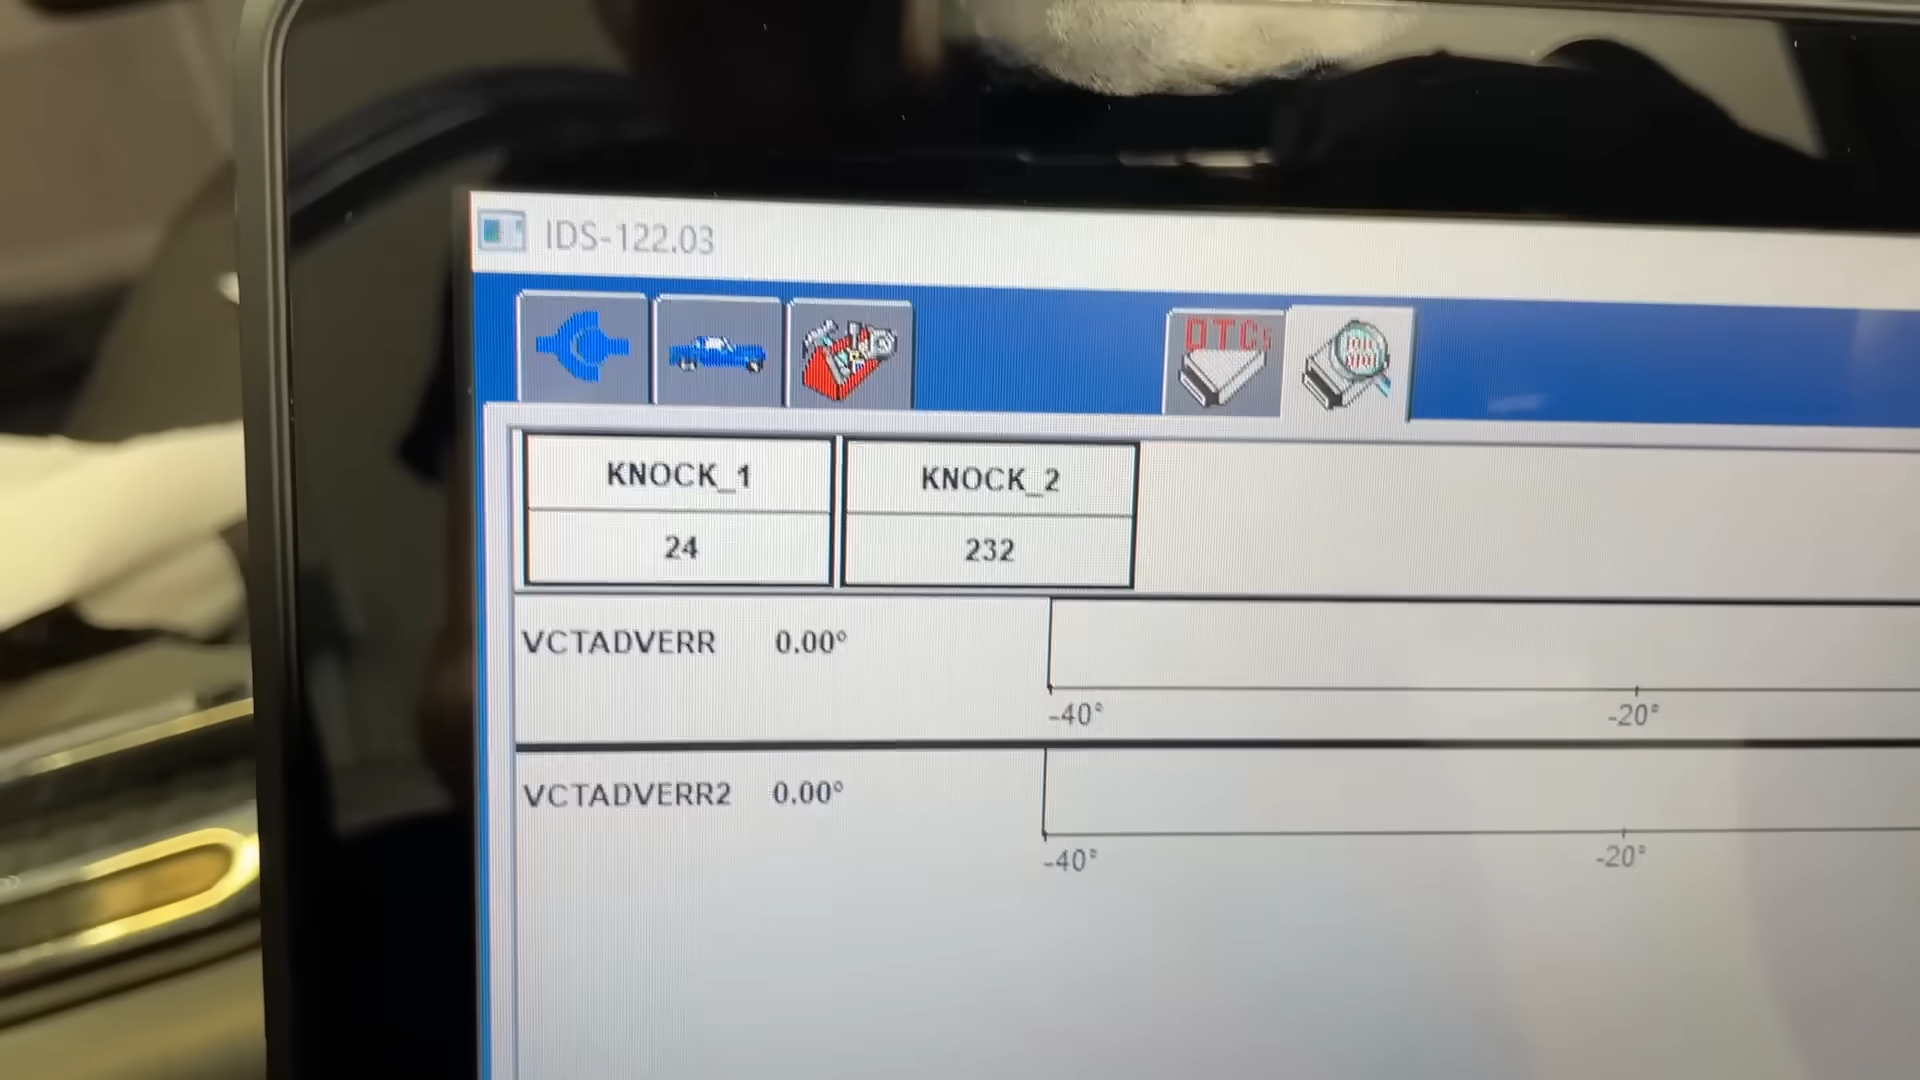 IDS-122.03
DTCs
KNOCK_1 KNOCK_2
24 232
VCTADVERR 0.00°
-40° -20°
VCTADVERR2 0.00°
-40° -20°